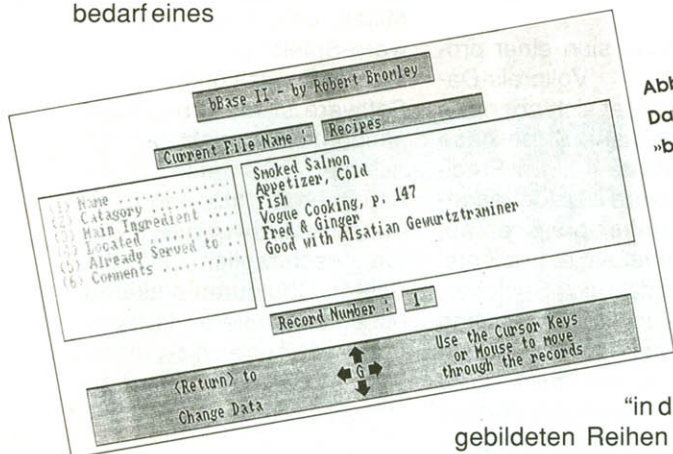 bedarf eines
bBase II - by Robert Bromley
Current File Name : Recipes
(1) Name ............ Smoked Salmon
(2) Catagory ......... Appetizer, Cold
(3) Main Ingredient .. Fish
(4) Located .......... Vogue Cooking, p. 147
(5) Already Served to .. Fred & Ginger
(6) Comments ......... Good with Alsatian Gewurtztraminer
Record Number : 1
<Return> to
Change Data
G
Use the Cursor Keys
or Mouse to move
through the records
Abb
Da
»b
"in d
gebildeten Reihen